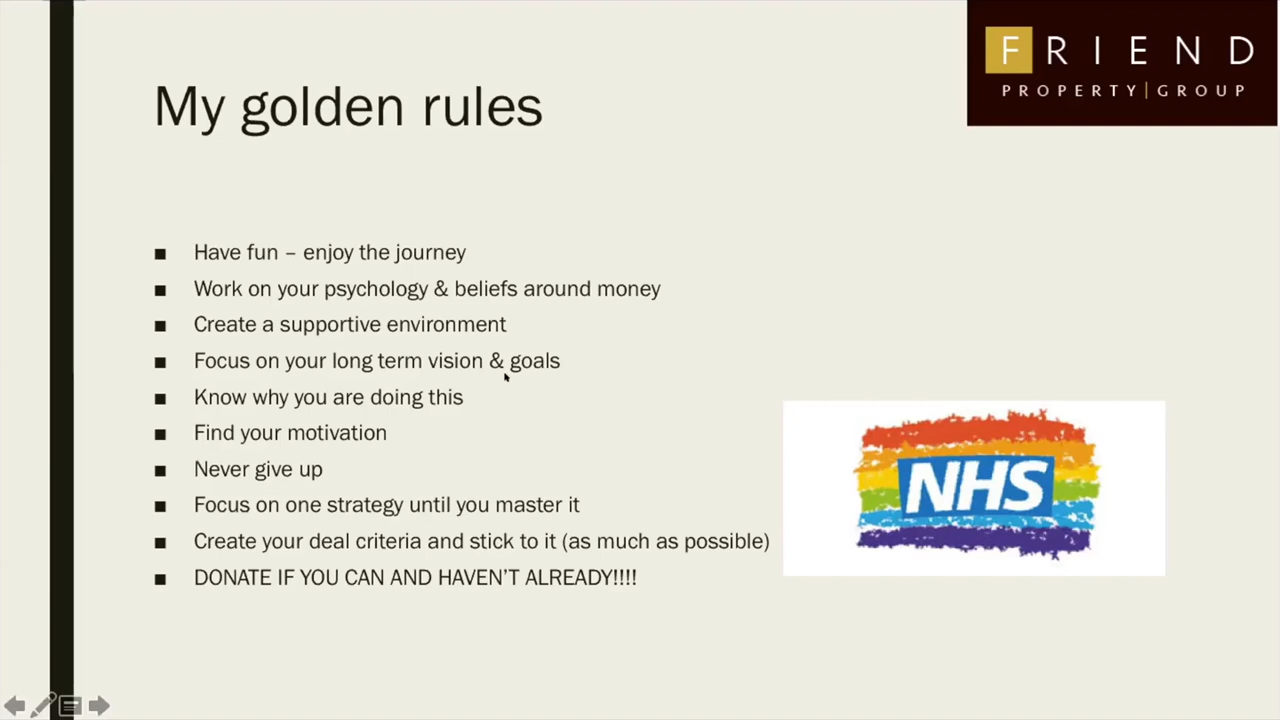 FRIEND
PROPERTY|GROUP
My golden rules
■ Have fun – enjoy the journey
■ Work on your psychology & beliefs around money
■ Create a supportive environment
■ Focus on your long term vision & goals
■ Know why you are doing this
■ Find your motivation
■ Never give up
■ Focus on one strategy until you master it
■ Create your deal criteria and stick to it (as much as possible)
■ DONATE IF YOU CAN AND HAVEN’T ALREADY!!!!
NHS